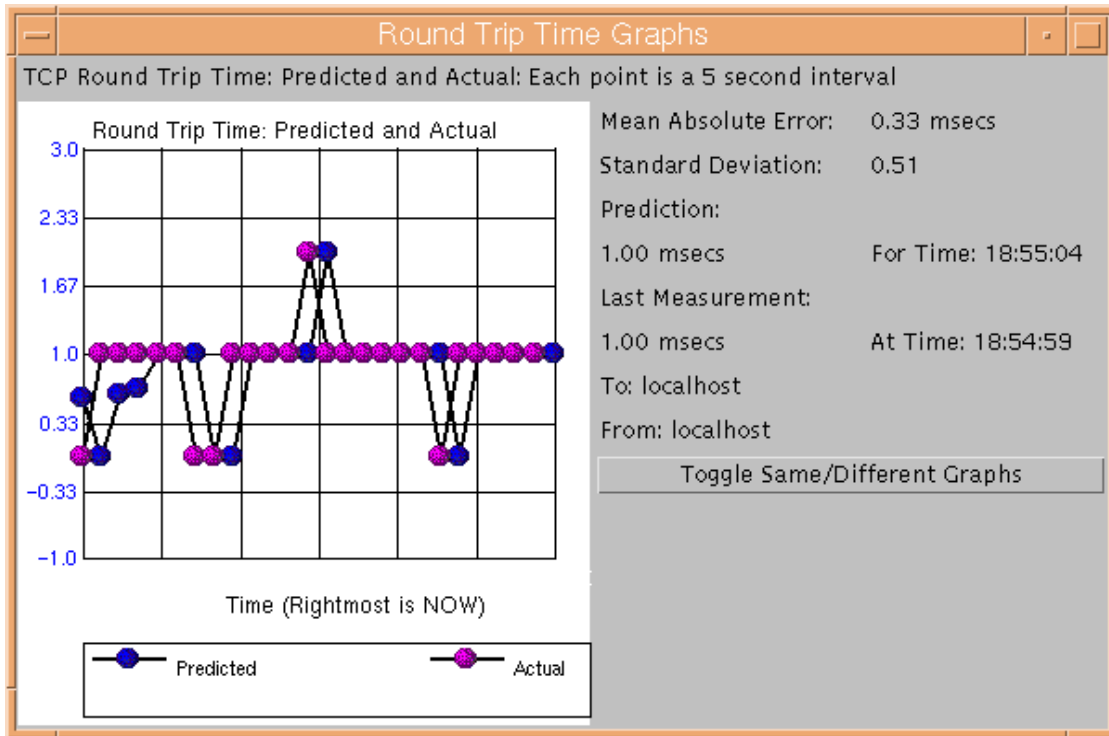 Round Trip Time Graphs
TCP Round Trip Time: Predicted and Actual: Each point is a 5 second interval
Round Trip Time: Predicted and Actual
3.0
2.33
1.67
1.0
0.33
-0.33
-1.0
Time (Rightmost is NOW)
Predicted
Actual
Mean Absolute Error: 0.33 msecs
Standard Deviation: 0.51
Prediction:
1.00 msecs For Time: 18:55:04
Last Measurement:
1.00 msecs At Time: 18:54:59
To: localhost
From: localhost
Toggle Same/Different Graphs